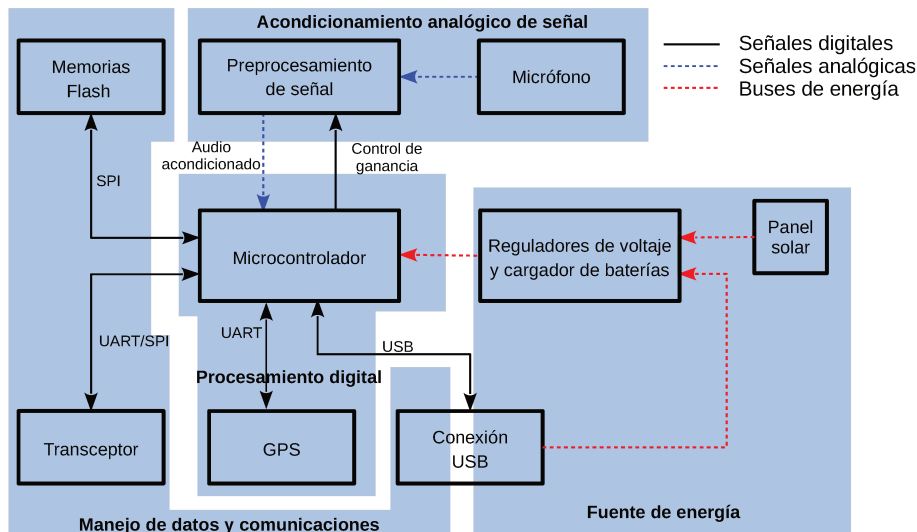 Acondicionamiento analógico de señal
Señales digitales
Señales analógicas
Buses de energía
Memorias
Flash
Preprocesamiento
de señal
Micrófono
Audio
acondicionado
Control de
ganancia
SPI
Microcontrolador
Reguladores de voltaje
y cargador de baterías
Panel
solar
UART/SPI
UART
USB
Procesamiento digital
Transceptor
GPS
Conexión
USB
Fuente de energía
Manejo de datos y comunicaciones